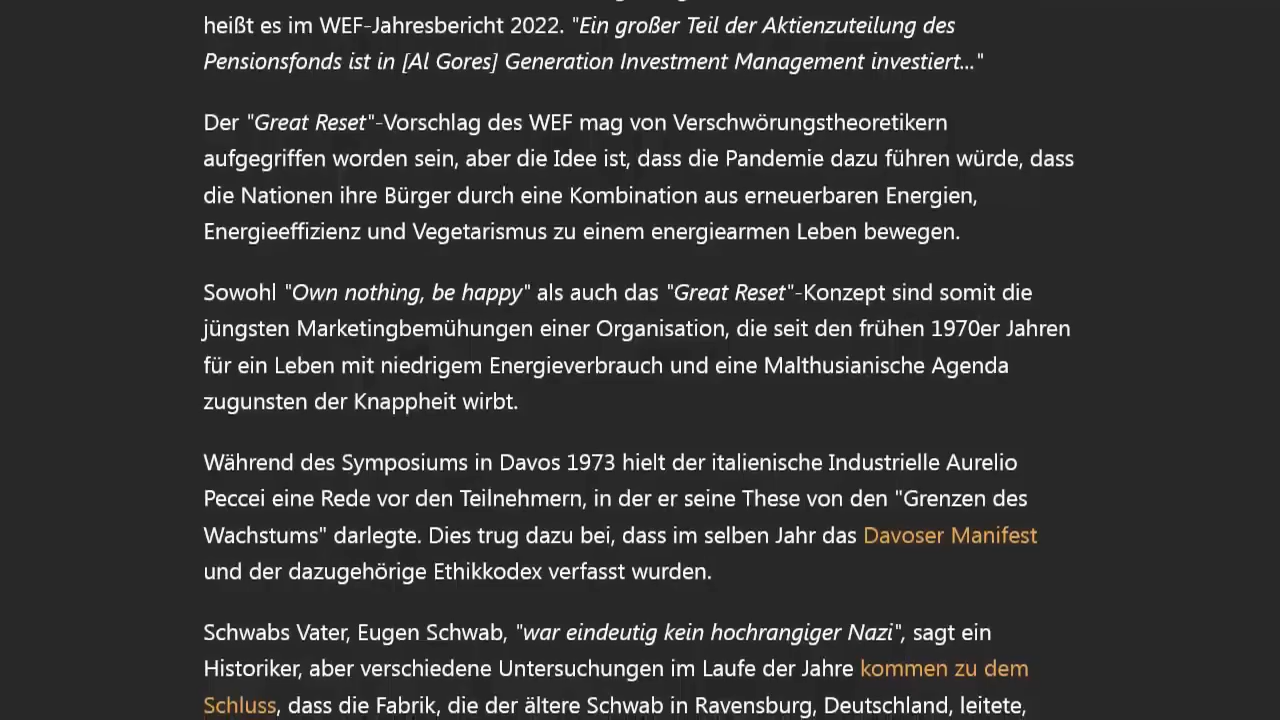 heißt es im WEF-Jahresbericht 2022. "Ein großer Teil der Aktienzuteilung des
Pensionsfonds ist in [Al Gores] Generation Investment Management investiert..."
Der "Great Reset"-Vorschlag des WEF mag von Verschwörungstheoretikern
aufgegriffen worden sein, aber die Idee ist, dass die Pandemie dazu führen würde, dass
die Nationen ihre Bürger durch eine Kombination aus erneuerbaren Energien,
Energieeffizienz und Vegetarismus zu einem energiearmen Leben bewegen.
Sowohl "Own nothing, be happy" als auch das "Great Reset"-Konzept sind somit die
jüngsten Marketingbemühungen einer Organisation, die seit den frühen 1970er Jahren
für ein Leben mit niedrigem Energieverbrauch und eine Malthusianische Agenda
zugunsten der Knappheit wirbt.
Während des Symposiums in Davos 1973 hielt der italienische Industrielle Aurelio
Peccei eine Rede vor den Teilnehmern, in der er seine These von den "Grenzen des
Wachstums" darlegte. Dies trug dazu bei, dass im selben Jahr das Davoser Manifest
und der dazugehörige Ethikkodex verfasst wurden.
Schwabs Vater, Eugen Schwab, "war eindeutig kein hochrangiger Nazi", sagt ein
Historiker, aber verschiedene Untersuchungen im Laufe der Jahre kommen zu dem
Schluss, dass die Fabrik, die der ältere Schwab in Ravensburg, Deutschland, leitete,